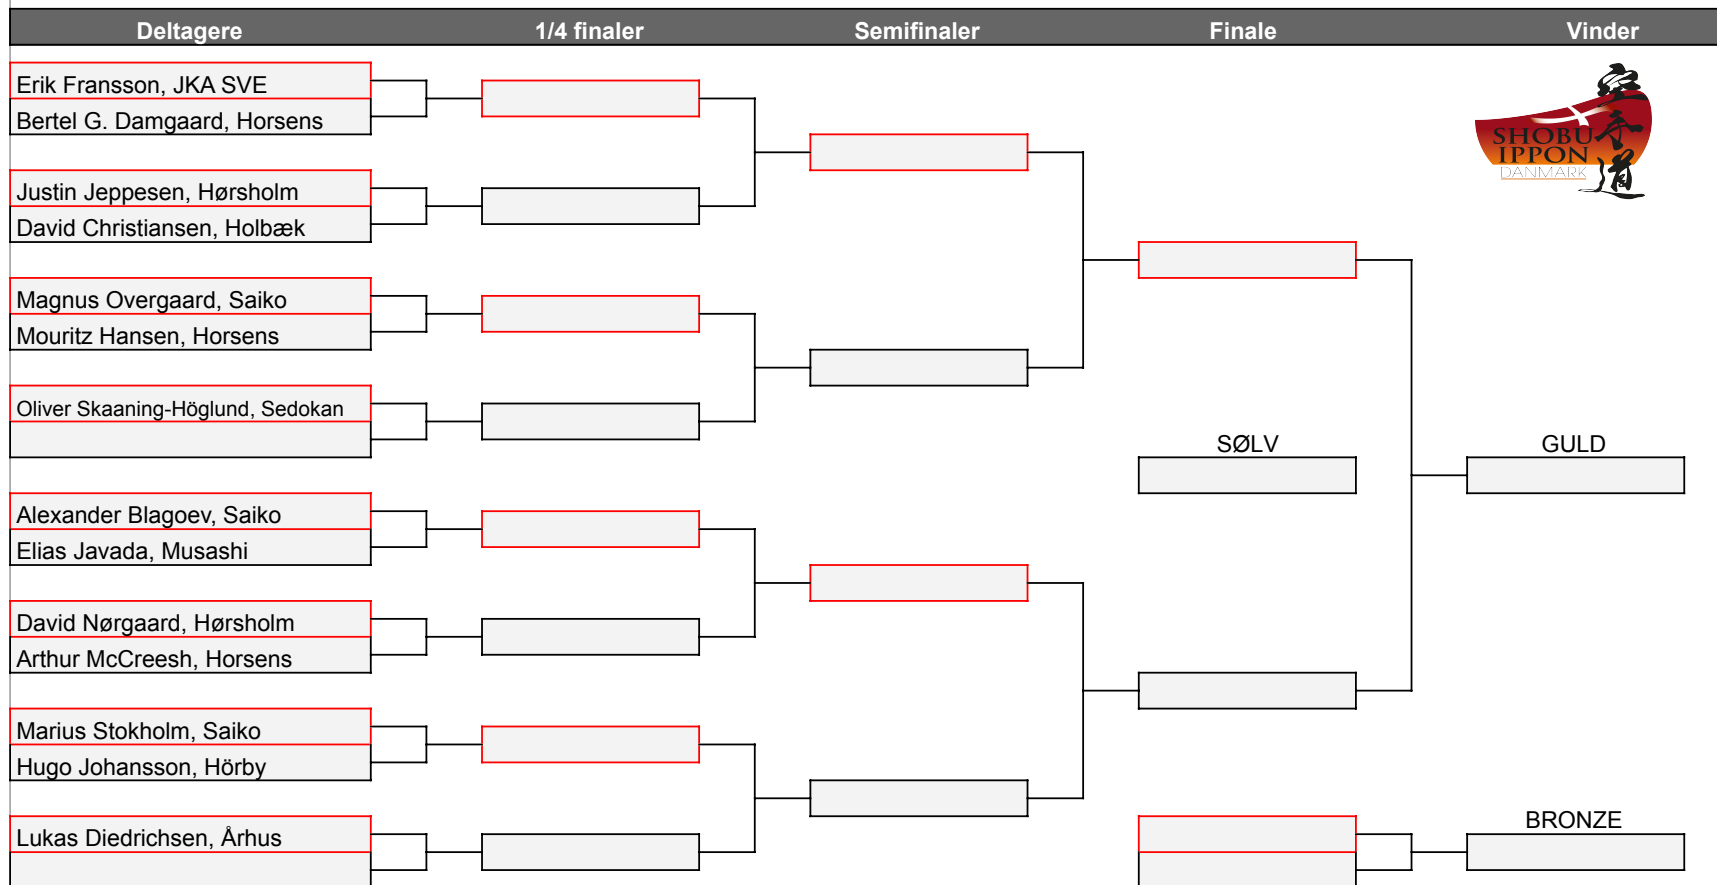 Deltagere 1/4 finaler Semifinaler Finale Vinder
Erik Fransson, JKA SVE
Bertel G. Damgaard, Horsens
Justin Jeppesen, Hørsholm
David Christiansen, Holbæk
Magnus Overgaard, Saiko
Mouritz Hansen, Horsens
Oliver Skaaning-Höglund, Sedokan
Alexander Blagoev, Saiko
Elias Javada, Musashi
David Nørgaard, Hørsholm
Arthur McCreesh, Horsens
Marius Stokholm, Saiko
Hugo Johansson, Hörby
Lukas Diedrichsen, Århus
SØLV
GULD
BRONZE
SHOBU
IPPON
DANMARK
空手道